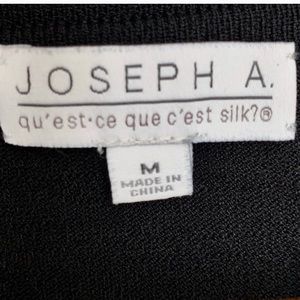 JOSEPH A.
qu'est·ce que c'est silk?®
M
MADE IN
CHINA